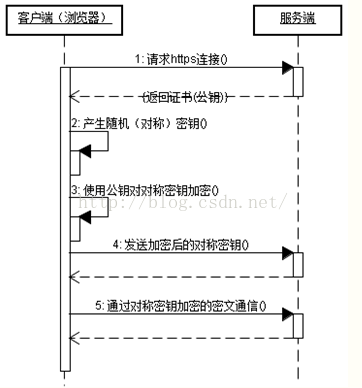 客户端（浏览器）
服务端
1: 请求https连接()
(返回证书(公钥))
2: 产生随机（对称）密钥()
3: 使用公钥对对称密钥加密()
http://blog.csdn.net/
4: 发送加密后的对称密钥()
5: 通过对称密钥加密的密文通信()